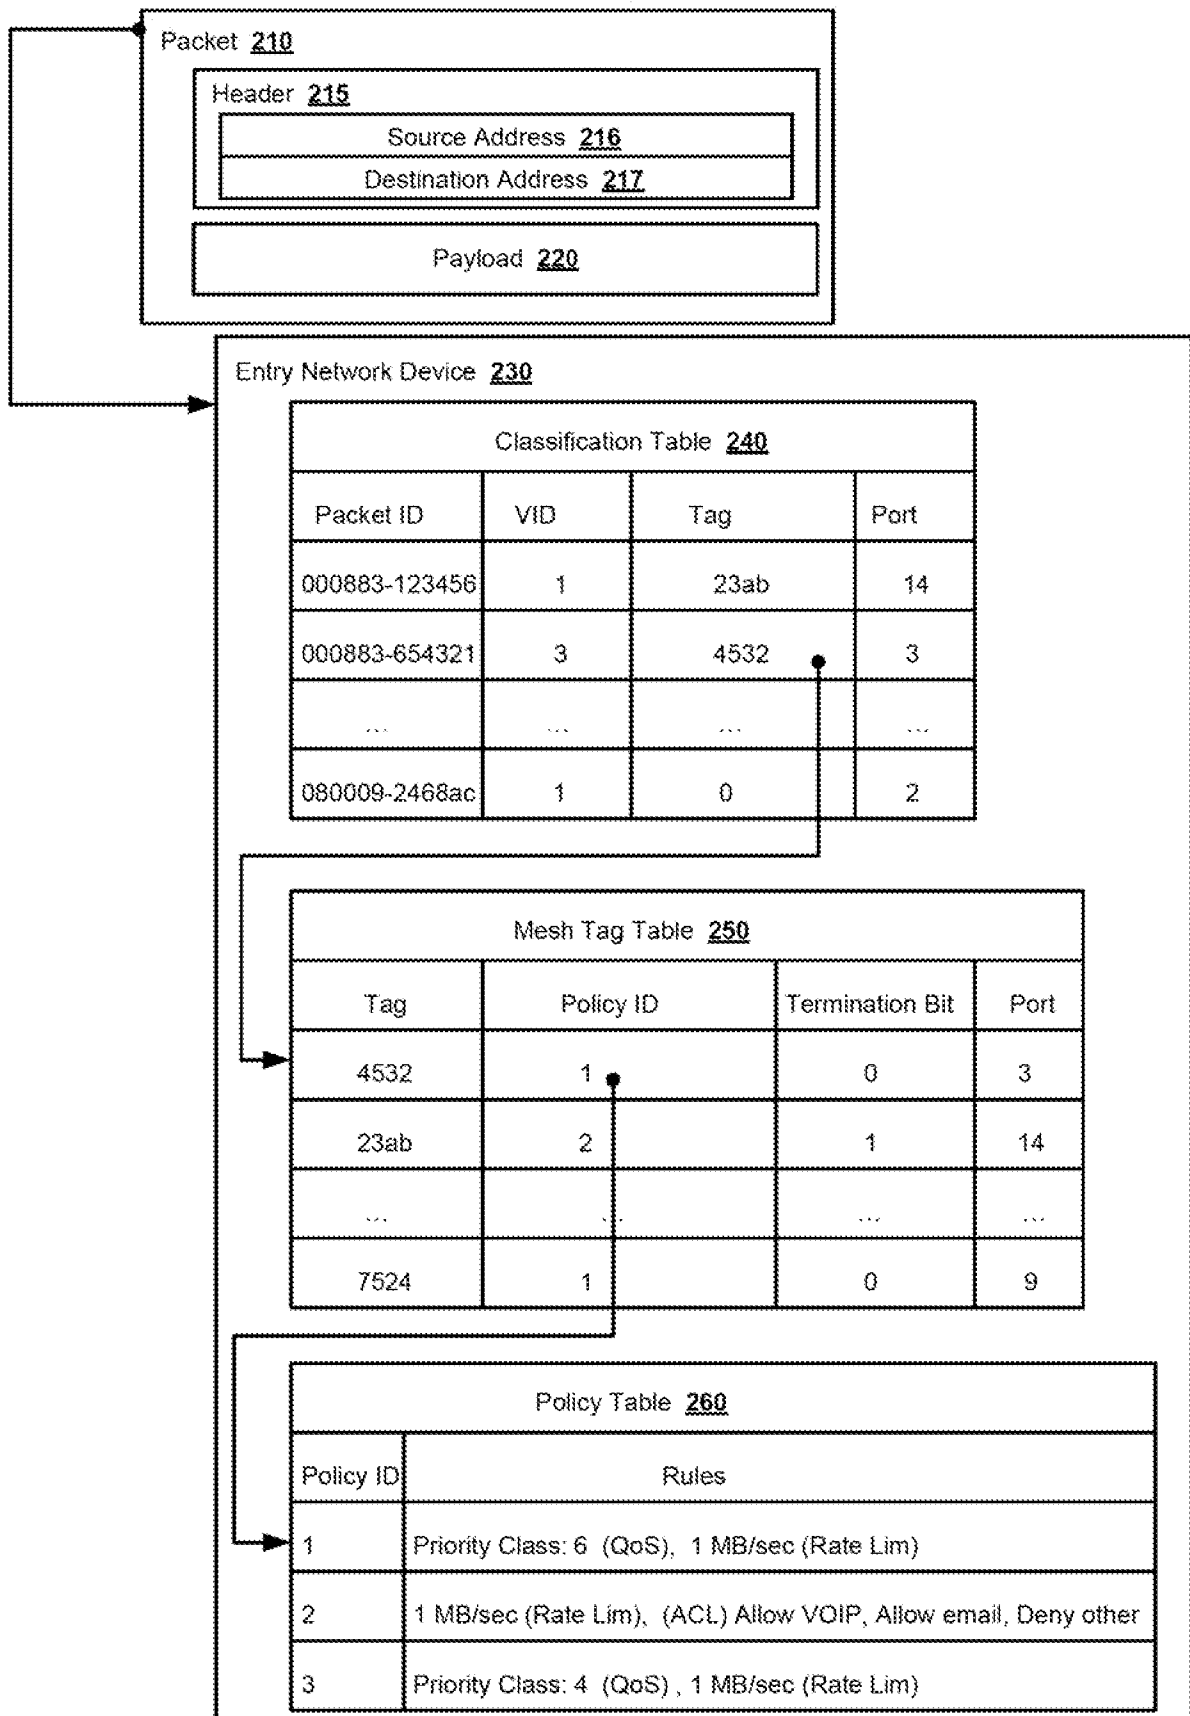 Packet 210
Header 215
Source Address 216
Destination Address 217
Payload 220
Entry Network Device 230
Classification Table 240
Packet ID VID Tag Port
000883-123456 1 23ab 14
000883-654321 3 4532 3
... ... ... ...
080009-2468ac 1 0 2
Mesh Tag Table 250
Tag Policy ID Termination Bit Port
4532 1 0 3
23ab 2 1 14
... ... ... ...
7524 1 0 9
Policy Table 260
Policy ID Rules
1 Priority Class: 6 (QoS), 1 MB/sec (Rate Lim)
2 1 MB/sec (Rate Lim), (ACL) Allow VOIP, Allow email, Deny other
3 Priority Class: 4 (QoS) , 1 MB/sec (Rate Lim)